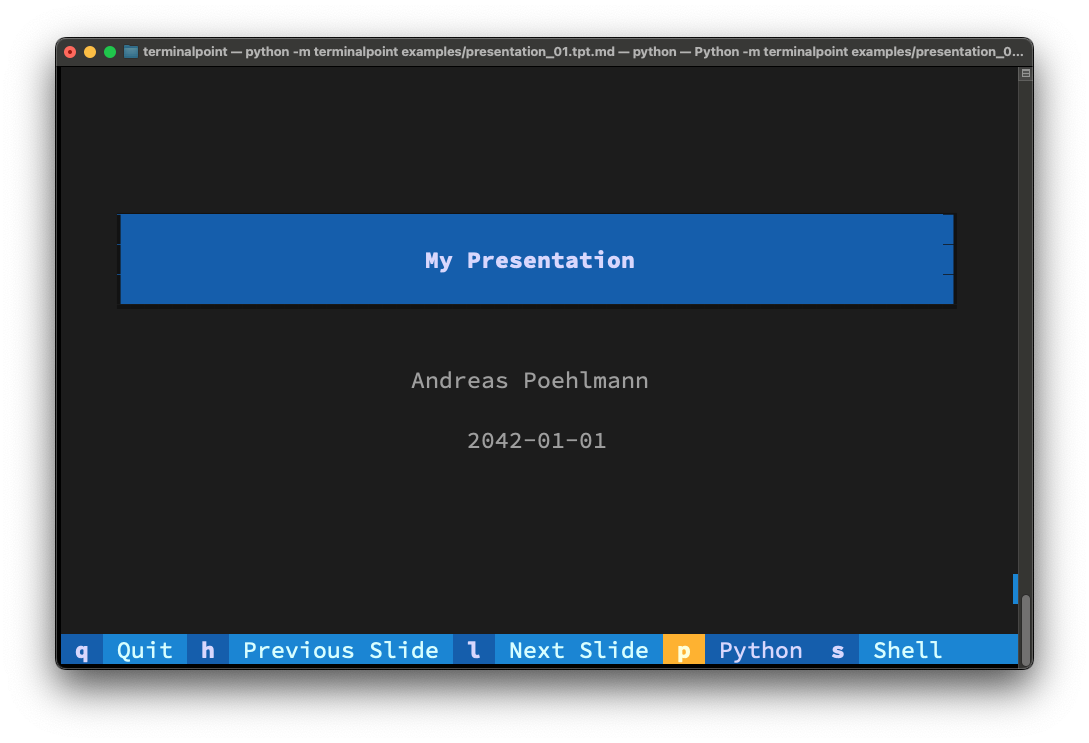 terminalpoint — python -m terminalpoint examples/presentation_01.tpt.md — python — Python -m terminalpoint examples/presentation_0...
My Presentation
Andreas Poehlmann
2042-01-01
q Quit h Previous Slide l Next Slide p Python s Shell